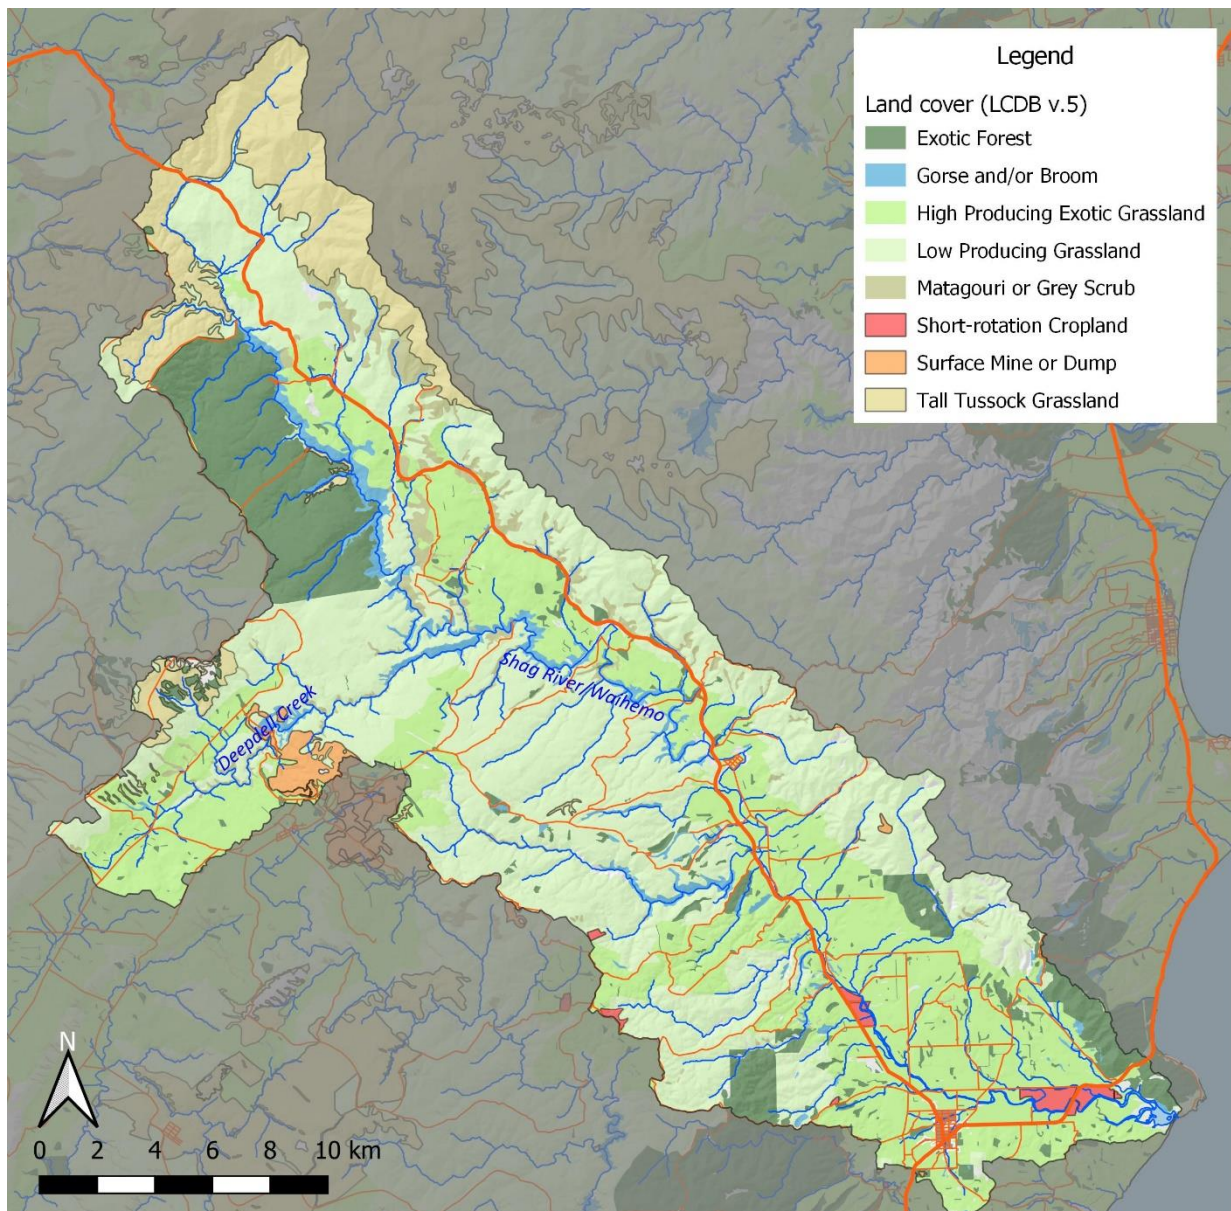 Legend
Land cover (LCDB v.5)
Exotic Forest
Gorse and/or Broom
High Producing Exotic Grassland
Low Producing Grassland
Matagouri or Grey Scrub
Short-rotation Cropland
Surface Mine or Dump
Tall Tussock Grassland
Shag River/Waihemo
Deepdell Creek
N
0 2 4 6 8 10 km